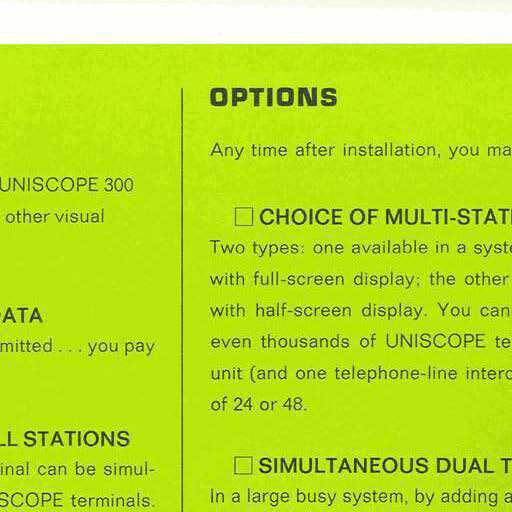 UNISCOPE 300
other visual
DATA
mitted . . . you pay
LL STATIONS
inal can be simul-
SCOPE terminals.
OPTIONS
Any time after installation, you ma
☐ CHOICE OF MULTI-STATI
Two types: one available in a syste
with full-screen display; the other
with half-screen display. You can
even thousands of UNISCOPE te
unit (and one telephone-line interc
of 24 or 48.
☐ SIMULTANEOUS DUAL T
In a large busy system, by adding a